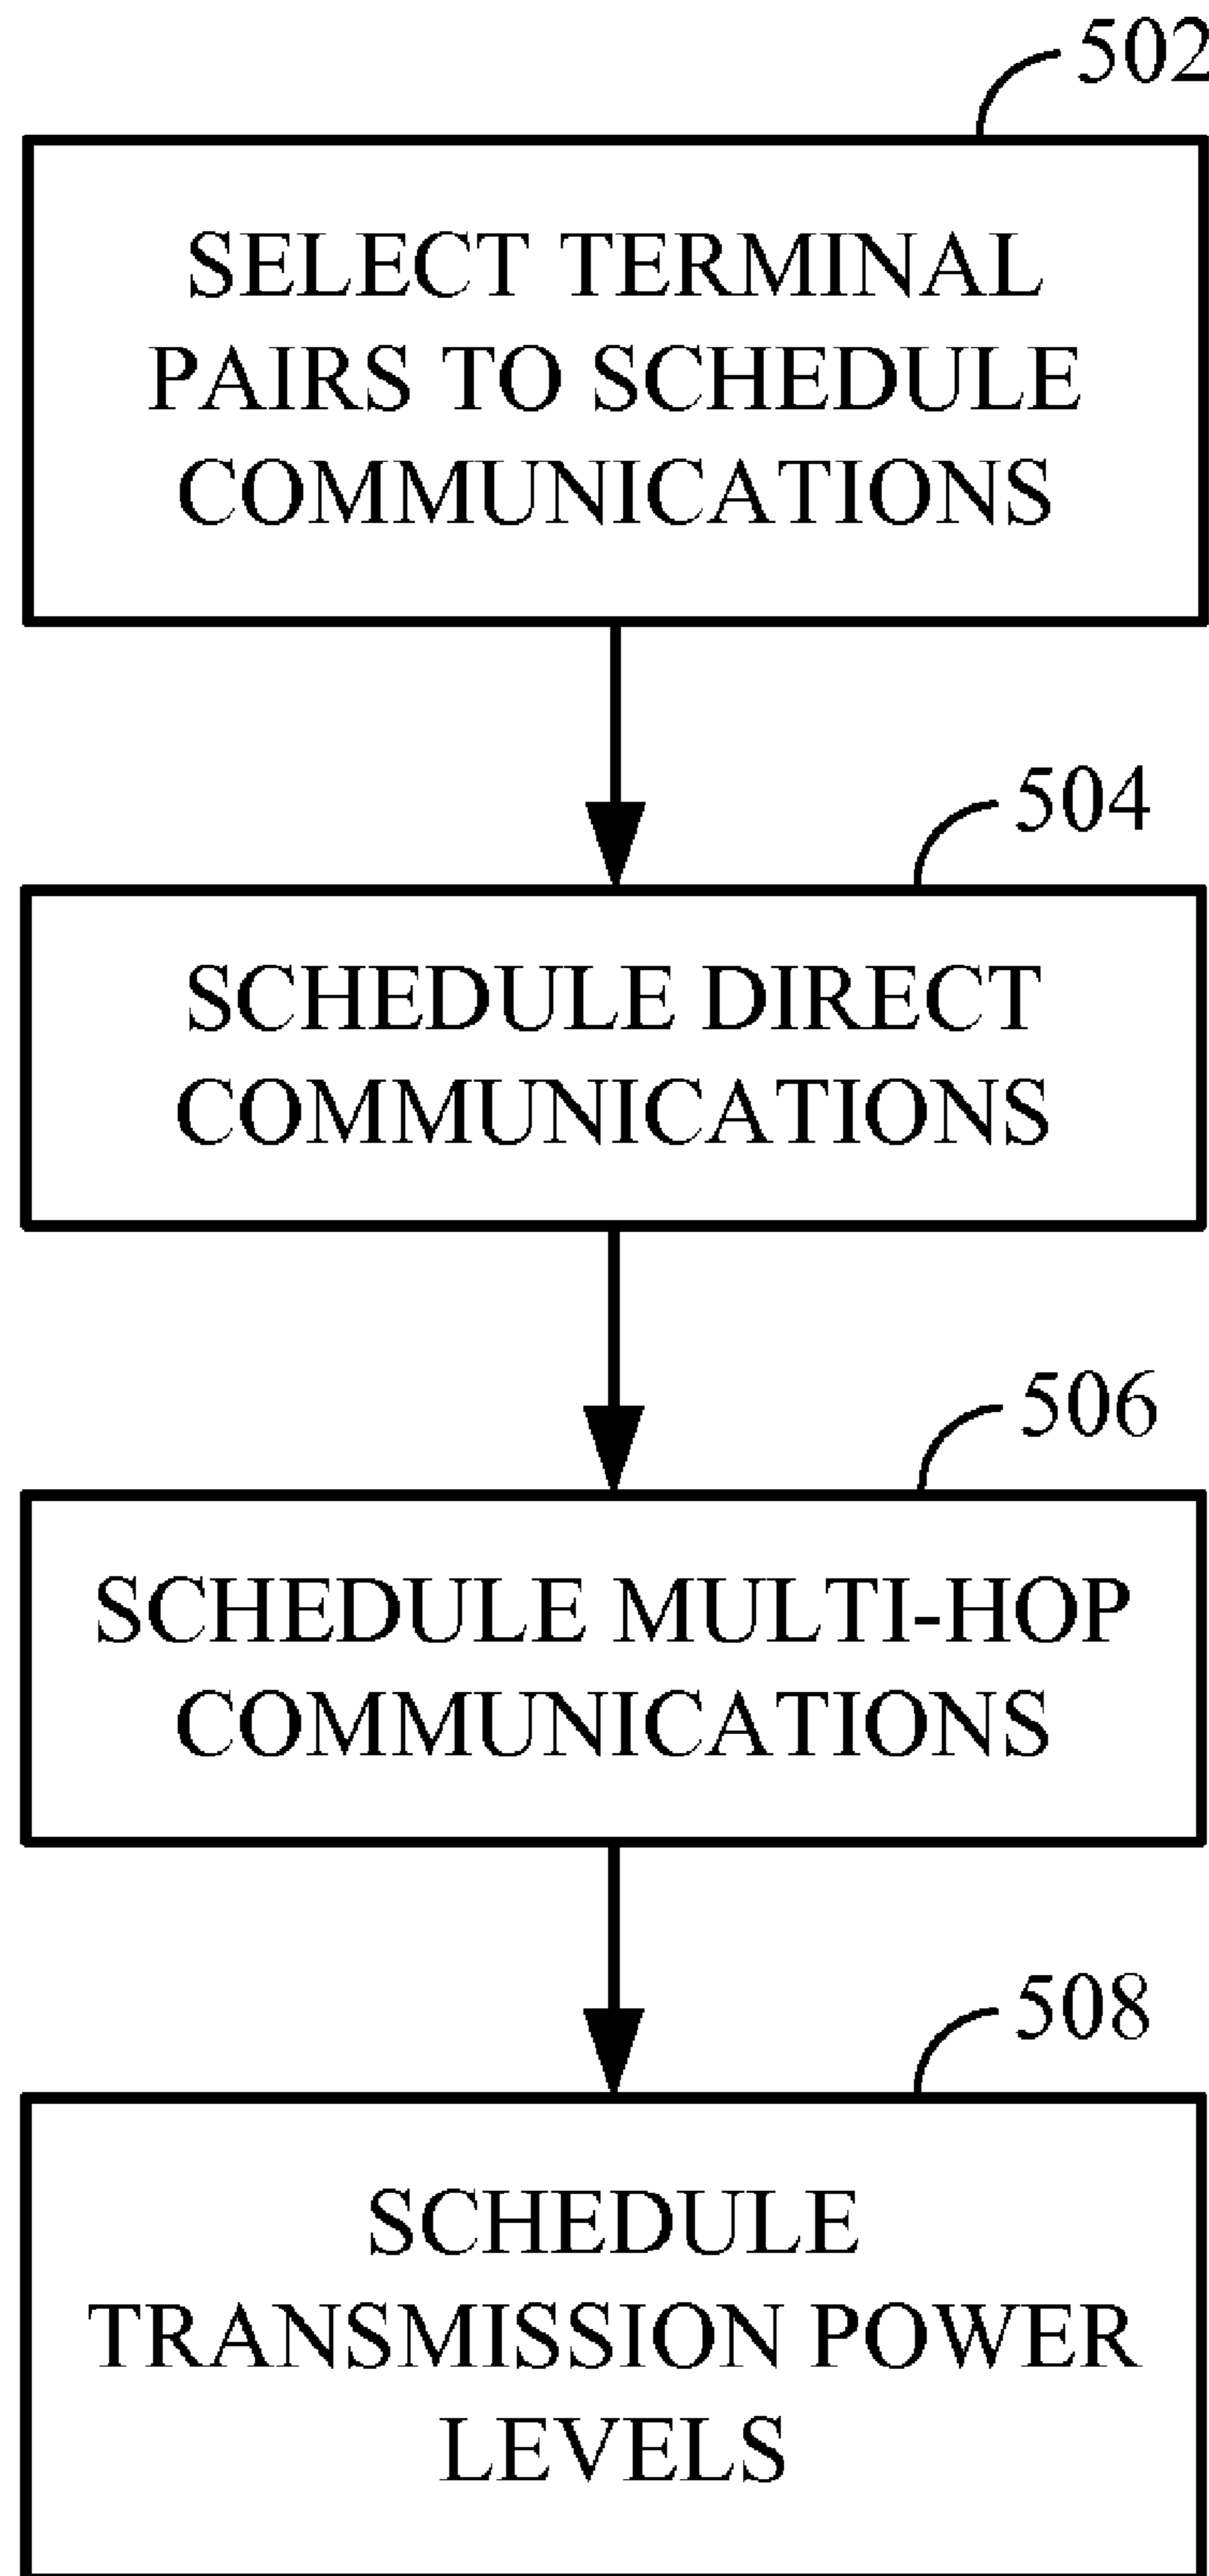 502
SELECT TERMINAL
PAIRS TO SCHEDULE
COMMUNICATIONS
504
SCHEDULE DIRECT
COMMUNICATIONS
506
SCHEDULE MULTI-HOP
COMMUNICATIONS
508
SCHEDULE
TRANSMISSION POWER
LEVELS